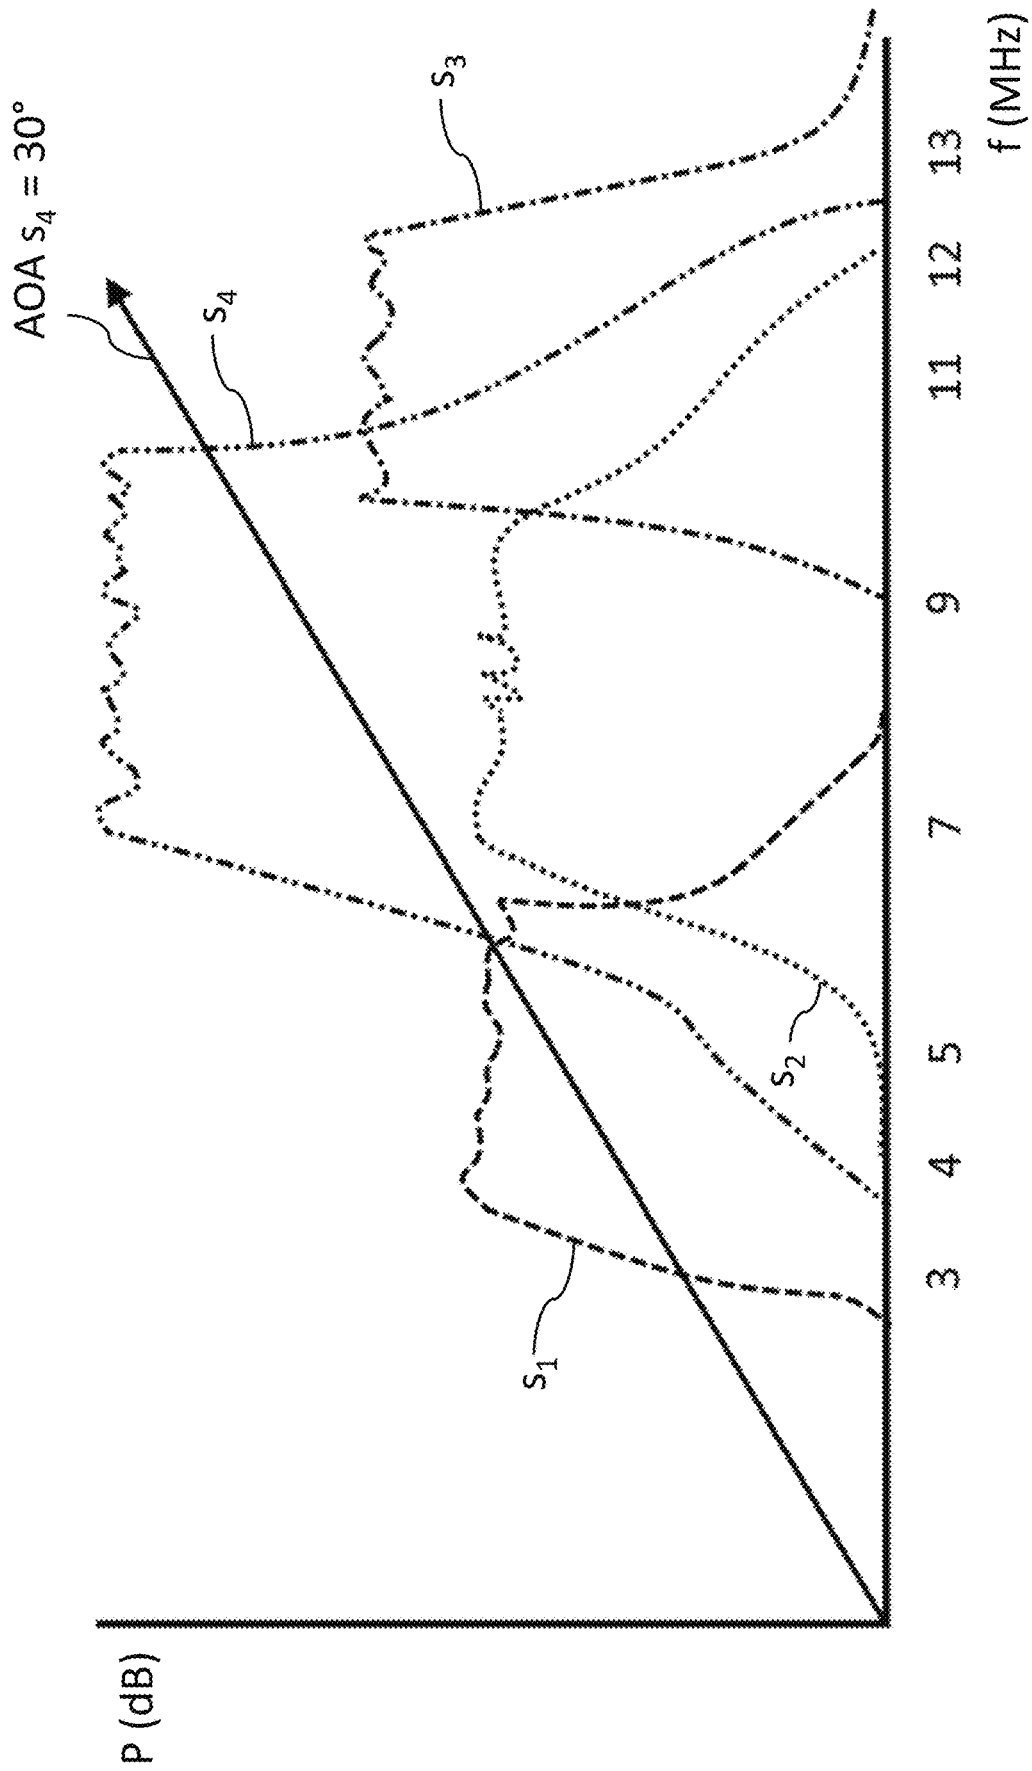 P (dB)
AOA s₄ = 30°
s₄
s₃
s₁
s₂
3 4 5 7 9 11 12 13
f (MHz)